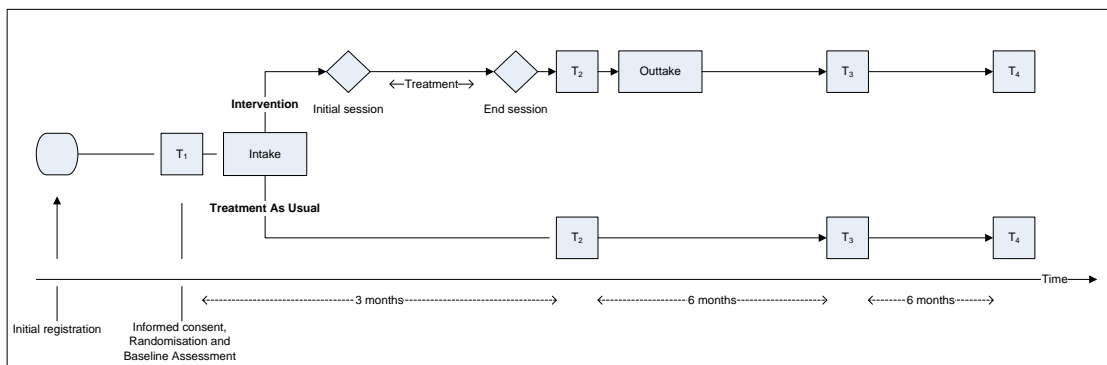 T₂
Outtake
T₃
T₄
Treatment
Intervention
Initial session
End session
T₁
Intake
Treatment As Usual
T₂
T₃
T₄
Time
3 months
6 months
6 months
Initial registration
Informed consent,
Randomisation and
Baseline Assessment